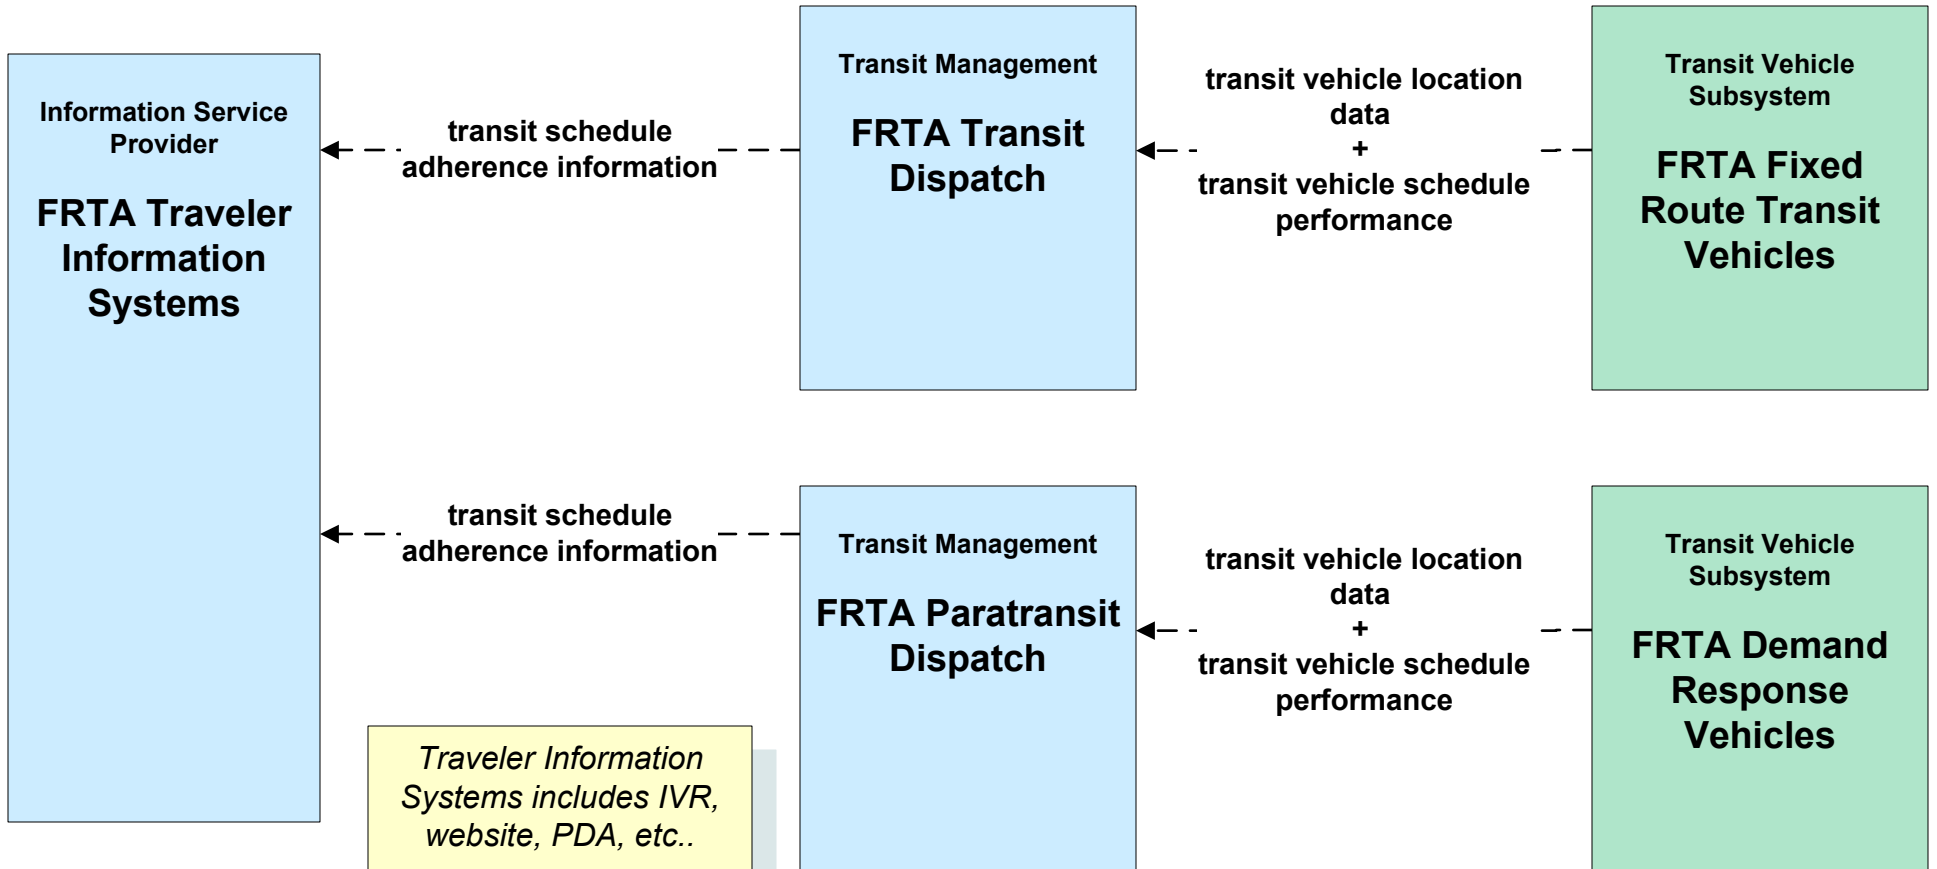 Information Service
Provider
FRTA Traveler
Information
Systems
transit schedule
adherence information
Transit Management
FRTA Transit
Dispatch
transit vehicle location
data
+
transit vehicle schedule
performance
Transit Vehicle
Subsystem
FRTA Fixed
Route Transit
Vehicles
transit schedule
adherence information
Transit Management
FRTA Paratransit
Dispatch
transit vehicle location
data
+
transit vehicle schedule
performance
Transit Vehicle
Subsystem
FRTA Demand
Response
Vehicles
Traveler Information
Systems includes IVR,
website, PDA, etc..